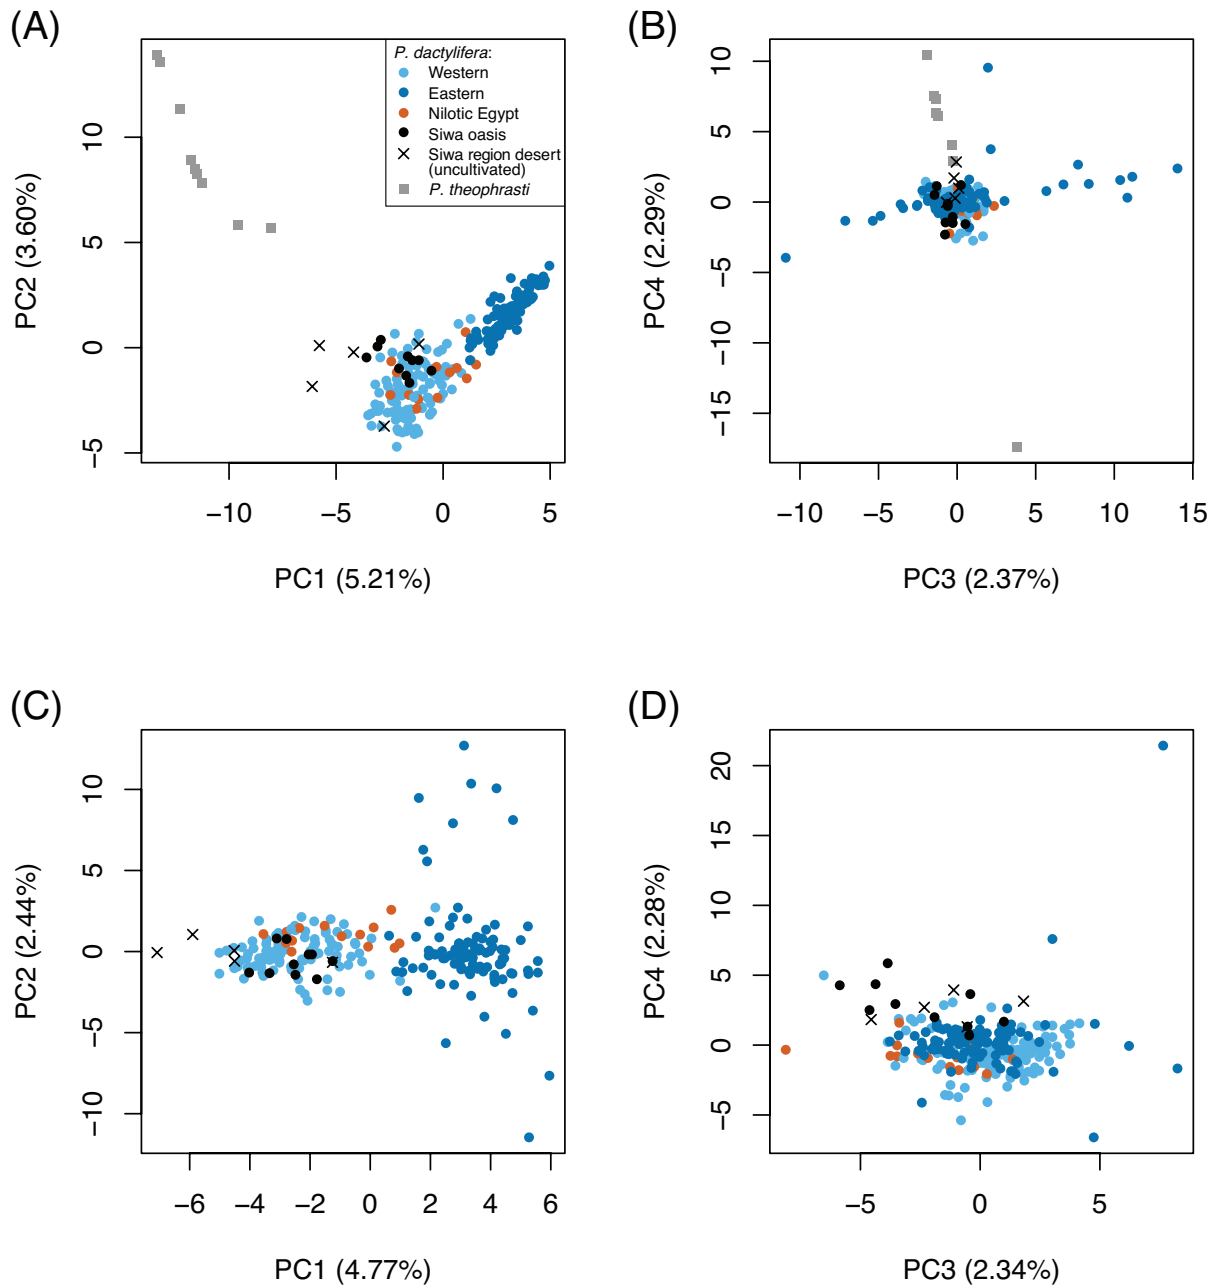 (A)
P. dactylifera:
Western
Eastern
Nilotic Egypt
Siwa oasis
Siwa region desert
(uncultivated)
P. theophrasti
10
5
0
−5
PC2 (3.60%)
−10
−5
0
5
PC1 (5.21%)
(B)
10
5
0
−5
−10
−15
PC4 (2.29%)
−10
−5
0
5
10
15
PC3 (2.37%)
(C)
10
5
0
−5
−10
PC2 (2.44%)
−6
−4
−2
0
2
4
6
PC1 (4.77%)
(D)
20
15
10
5
0
−5
PC4 (2.28%)
−5
0
5
PC3 (2.34%)